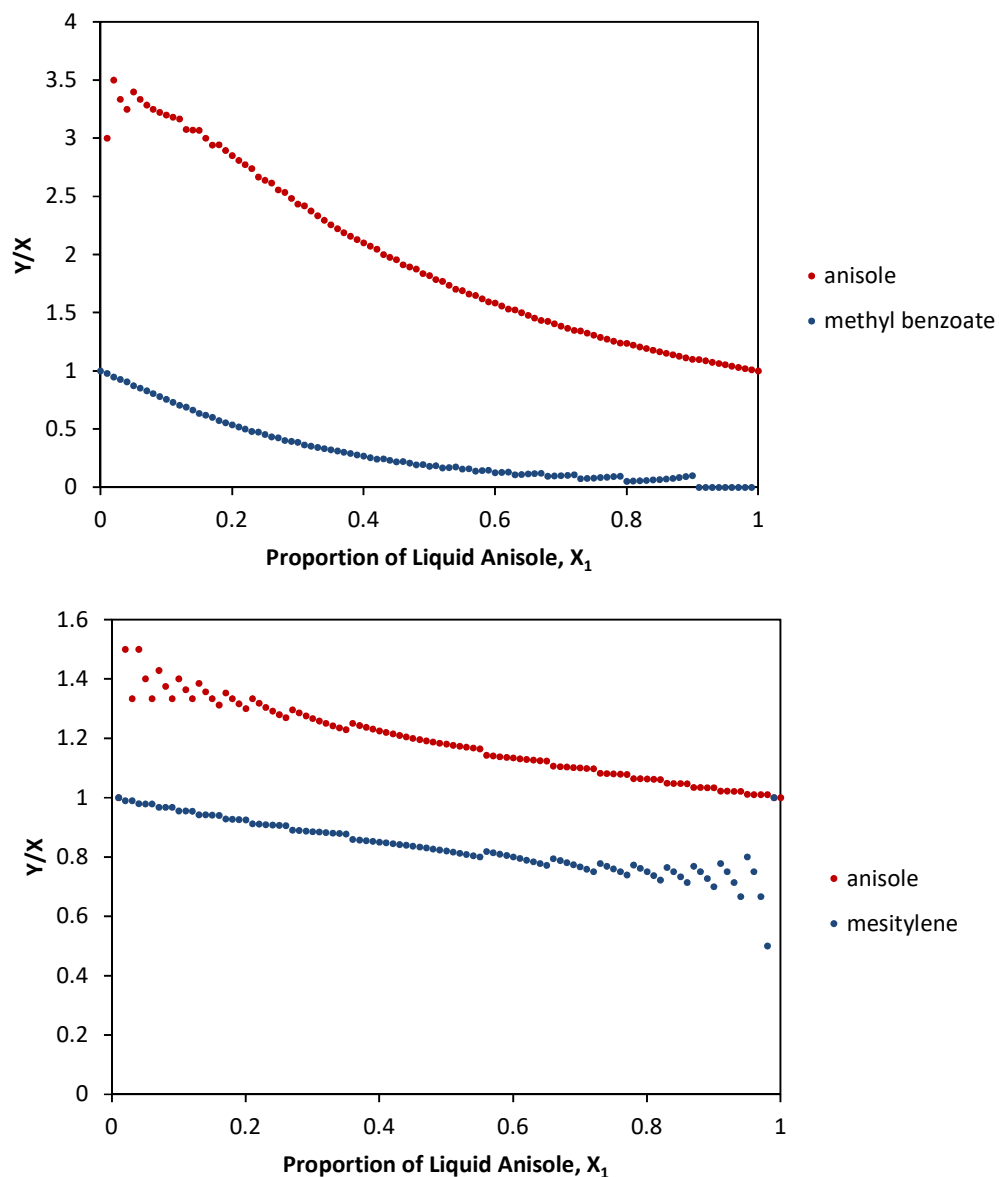 4
3.5
3
2.5
2
1.5
1
0.5
0
Y/X
0 0.2 0.4 0.6 0.8 1
Proportion of Liquid Anisole, X₁
anisole
methyl benzoate
1.6
1.4
1.2
1
0.8
0.6
0.4
0.2
0
Y/X
0 0.2 0.4 0.6 0.8 1
Proportion of Liquid Anisole, X₁
anisole
mesitylene